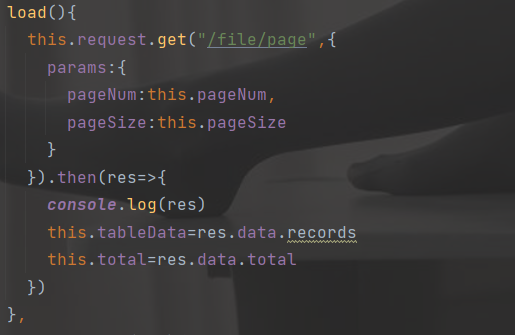 load(){
this.request.get("/file/page",{
params:{
pageNum:this.pageNum,
pageSize:this.pageSize
}
}).then(res=>{
console.log(res)
this.tableData=res.data.records
this.total=res.data.total
})
},